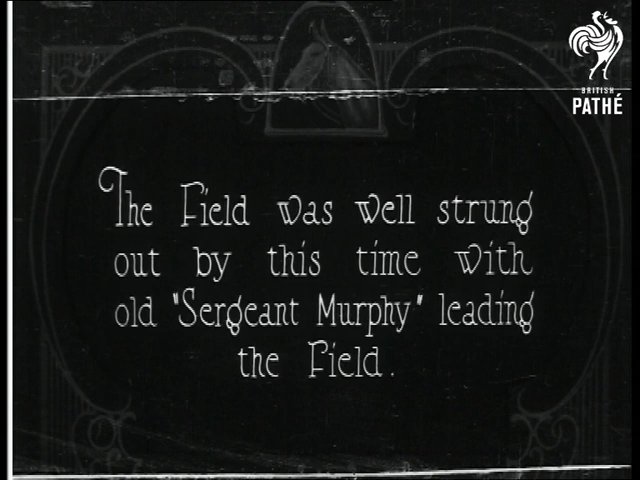 BRITISH
PATHÉ
The Field was well strung
out by this time with
old "Sergeant Murphy" leading
the Field.